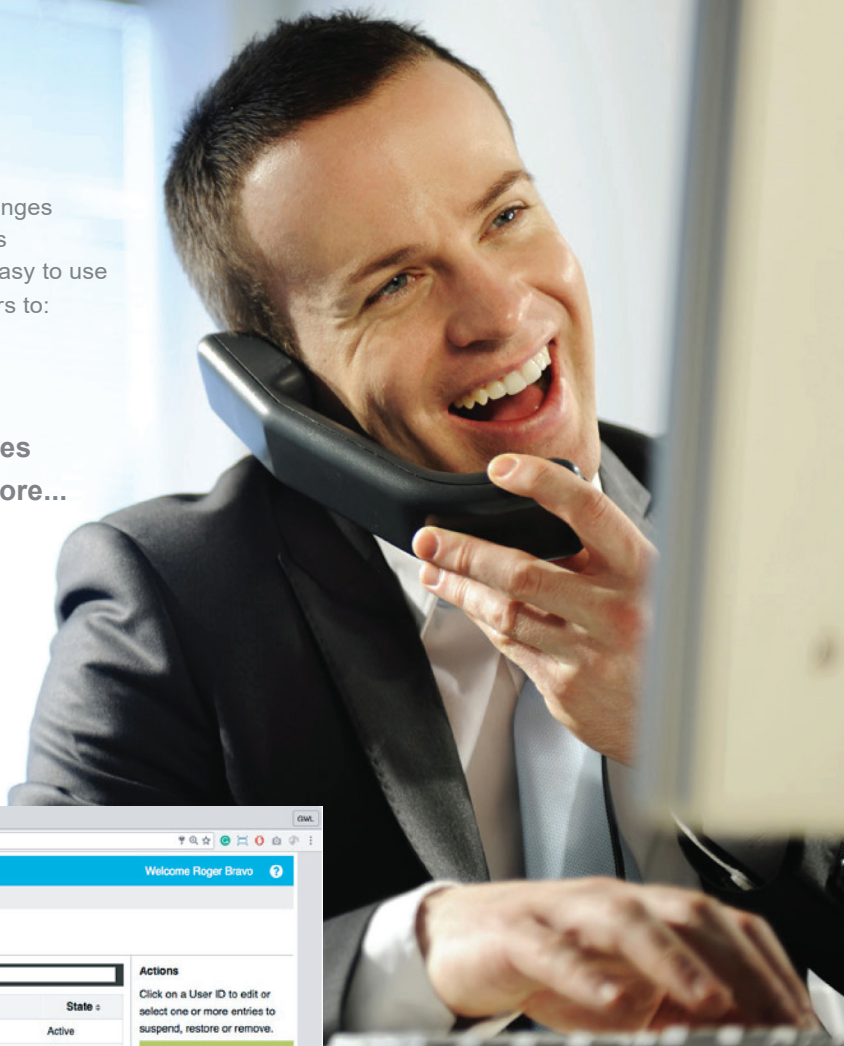 nges
s
asy to use
rs to:
es
ore...
GWL
Welcome Roger Bravo ?
Actions
Click on a User ID to edit or
State
select one or more entries to
Active
suspend, restore or remove.